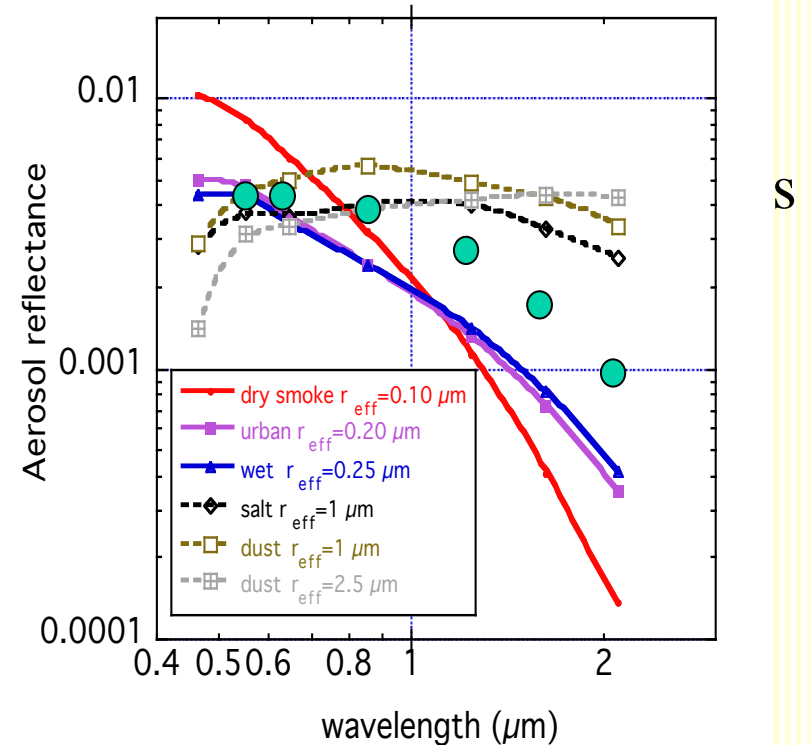 0.01
0.001
0.0001
Aerosol reflectance
dry smoke r eff=0.10 µm
urban r eff=0.20 µm
wet r eff=0.25 µm
salt r eff=1 µm
dust r eff=1 µm
dust r eff=2.5 µm
0.4 0.5 0.6 0.8 1 2
wavelength (µm)
s